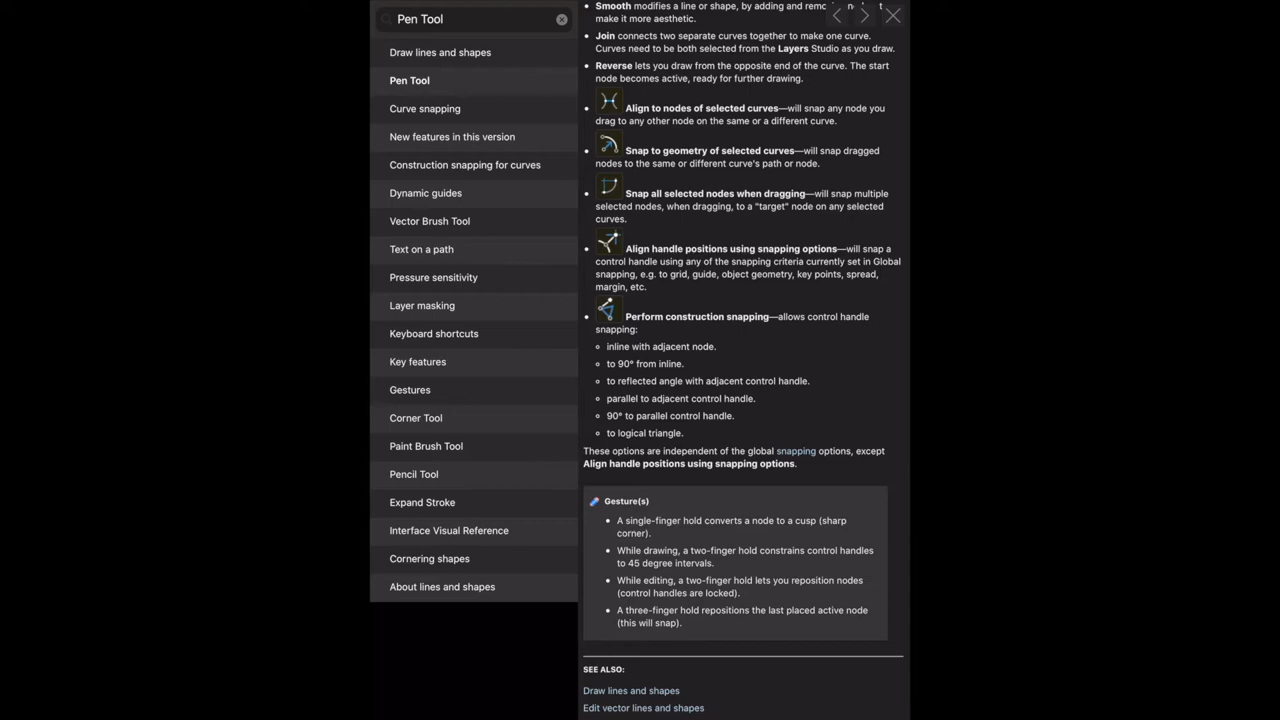 Pen Tool
Draw lines and shapes
Pen Tool
Curve snapping
New features in this version
Construction snapping for curves
Dynamic guides
Vector Brush Tool
Text on a path
Pressure sensitivity
Layer masking
Keyboard shortcuts
Key features
Gestures
Corner Tool
Paint Brush Tool
Pencil Tool
Expand Stroke
Interface Visual Reference
Cornering shapes
About lines and shapes
Smooth modifies a line or shape, by adding and
make it more aesthetic.
Join connects two separate curves together to make one curve.
Curves need to be both selected from the Layers Studio as you draw.
Reverse lets you draw from the opposite end of the curve. The start
node becomes active, ready for further drawing.
Align to nodes of selected curves—will snap any node you
drag to any other node on the same or a different curve.
Snap to geometry of selected curves—will snap dragged
nodes to the same or different curve's path or node.
Snap all selected nodes when dragging—will snap multiple
selected nodes, when dragging, to a "target" node on any selected
curves.
Align handle positions using snapping options—will snap a
control handle using any of the snapping criteria currently set in Global
snapping, e.g. to grid, guide, object geometry, key points, spread,
margin, etc.
Perform construction snapping—allows control handle
snapping:
inline with adjacent node.
to 90° from inline.
to reflected angle with adjacent control handle.
parallel to adjacent control handle.
90° to parallel control handle.
to logical triangle.
These options are independent of the global snapping options, except
Align handle positions using snapping options.
Gesture(s)
A single-finger hold converts a node to a cusp (sharp
corner).
While drawing, a two-finger hold constrains control handles
to 45 degree intervals.
While editing, a two-finger hold lets you reposition nodes
(control handles are locked).
A three-finger hold repositions the last placed active node
(this will snap).
SEE ALSO:
Draw lines and shapes
Edit vector lines and shapes